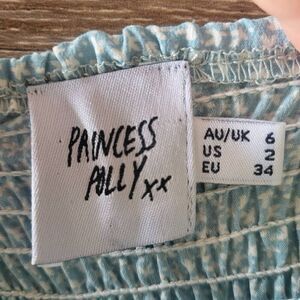 PRINCESS
POLLY xx
AU/UK 6
US 2
EU 34